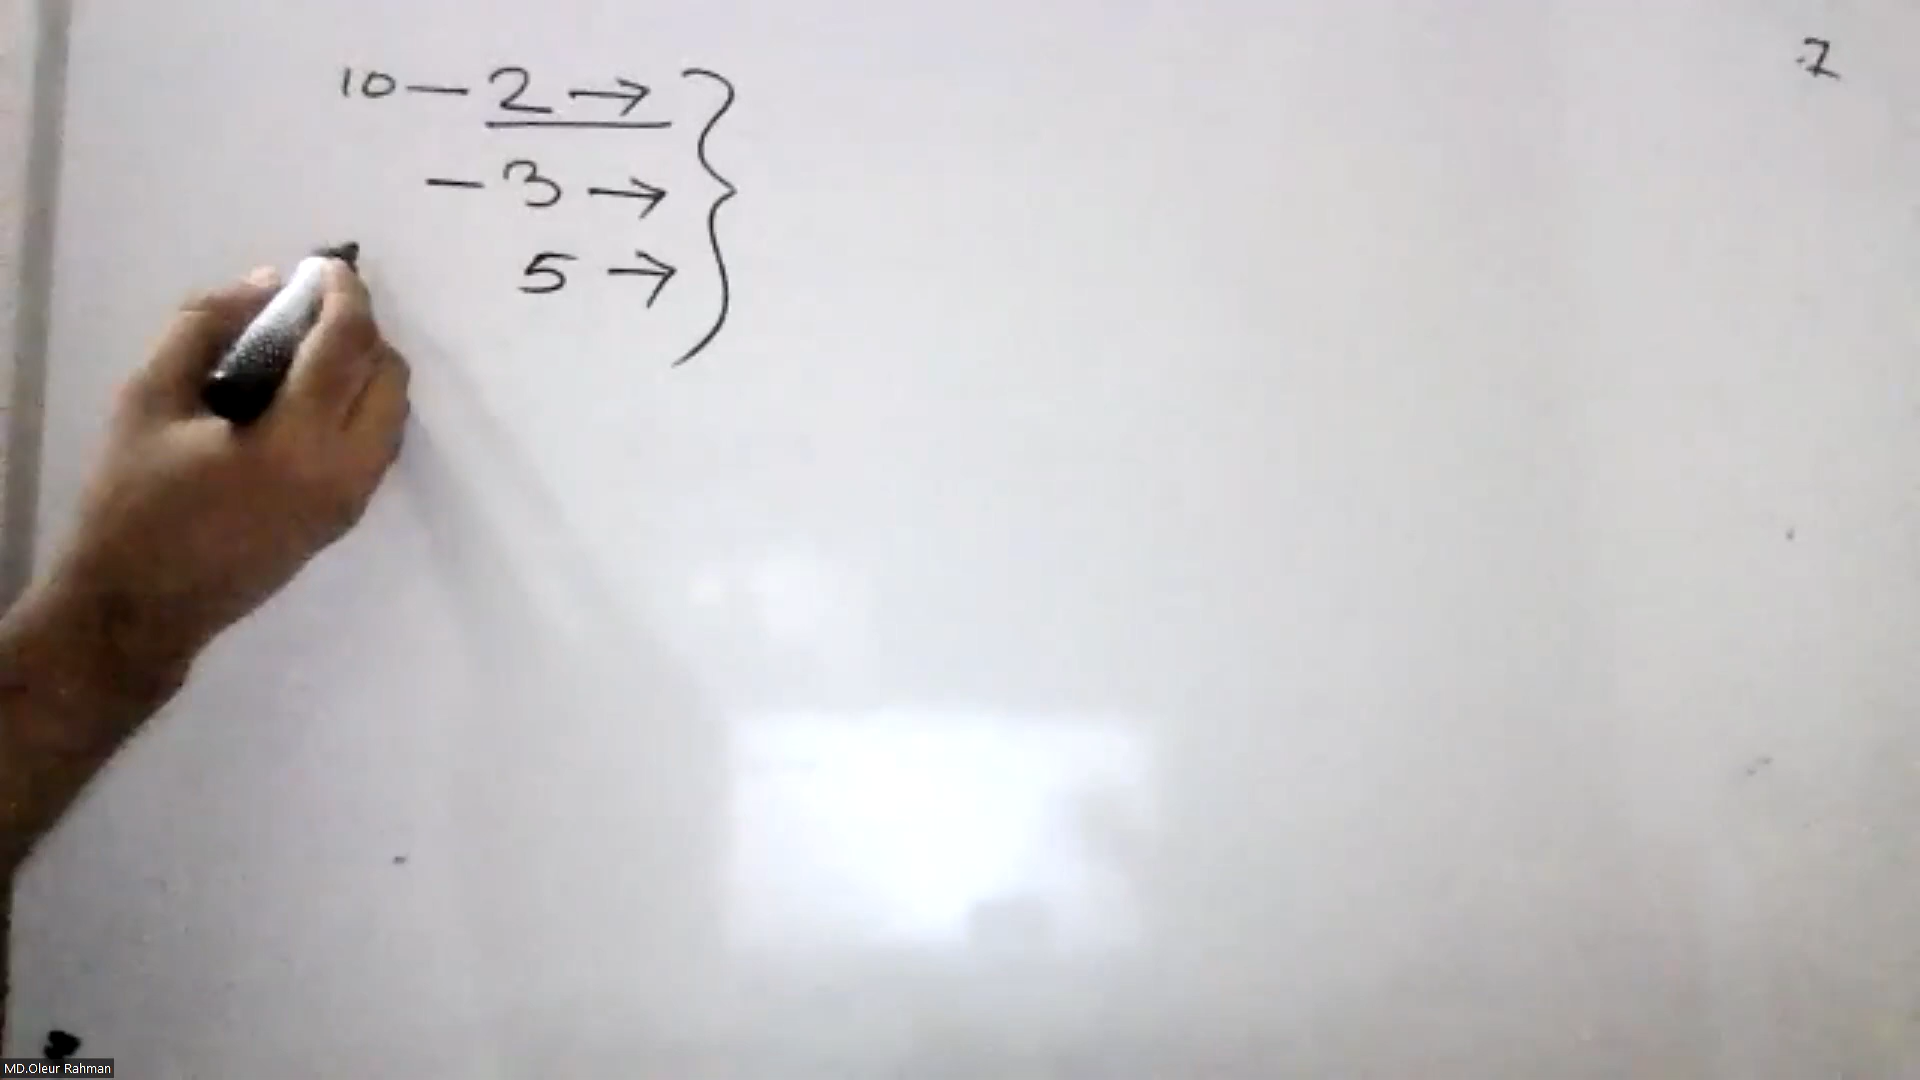 10 — 2 →
- 3 →
5 →
MD.Oleur Rahman